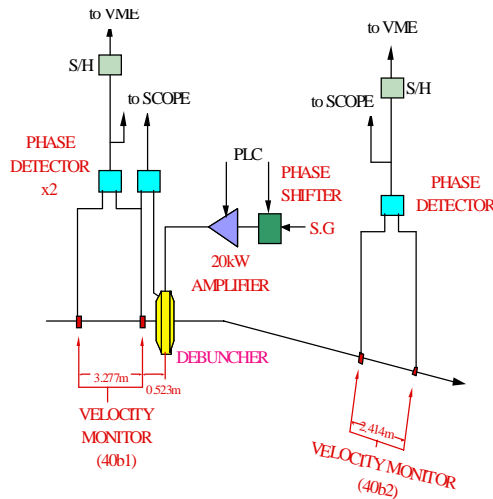 to VME
S/H
to SCOPE
PHASE
DETECTOR
x2
PLC
PHASE
SHIFTER
S.G
20kW
AMPLIFIER
DEBUNCHER
3.277m
0.523m
VELOCITY
MONITOR
(40b1)
to VME
S/H
to SCOPE
PHASE
DETECTOR
2.414m
VELOCITY MONITOR
(40b2)